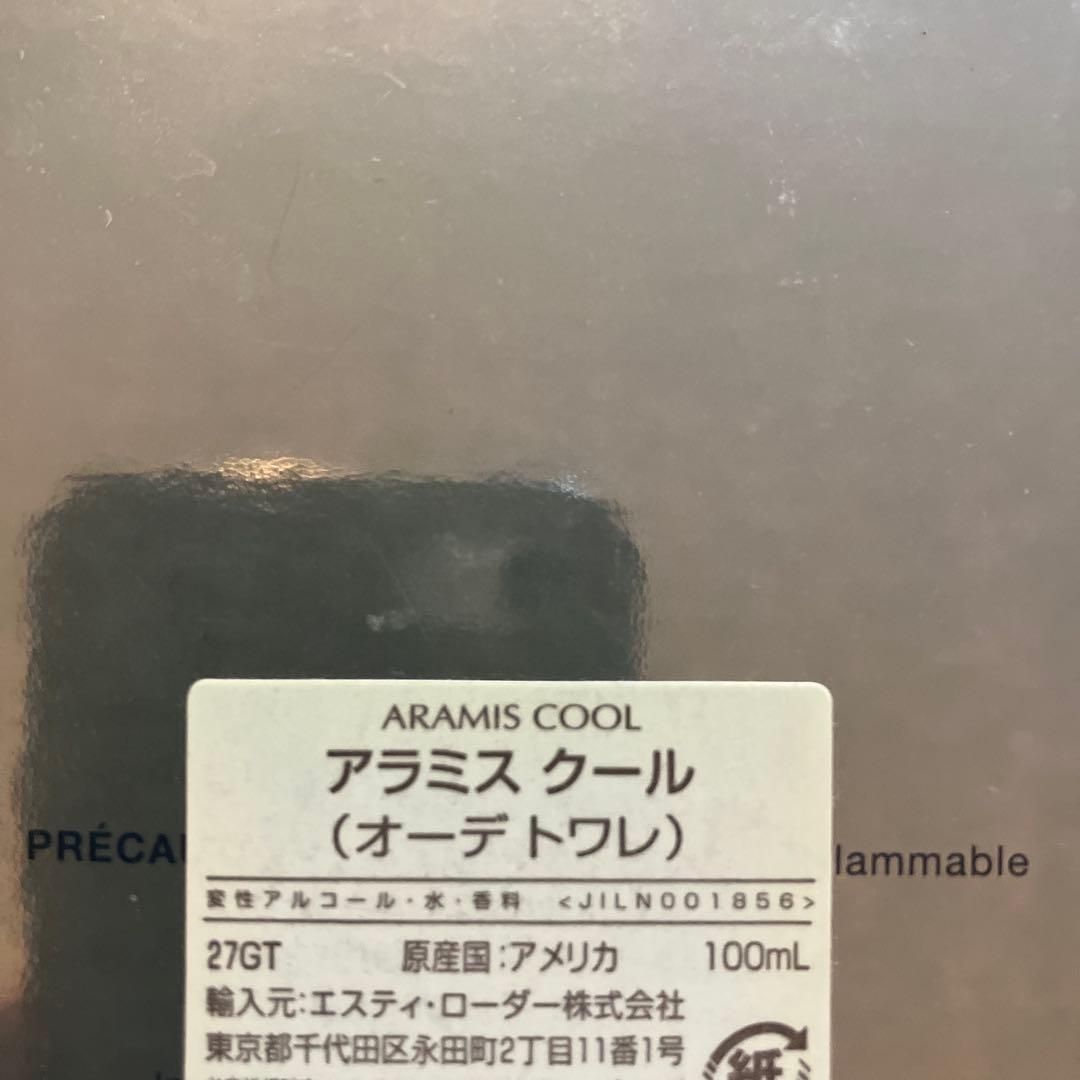 ARAMIS COOL
アラミス クール
（オーデ トワレ）
PRÉCAU
lammable
変性アルコール・水・香料 <JILN001856>
27GT 原産国:アメリカ 100mL
輸入元:エスティ・ローダー株式会社
東京都千代田区永田町2丁目11番1号
紙